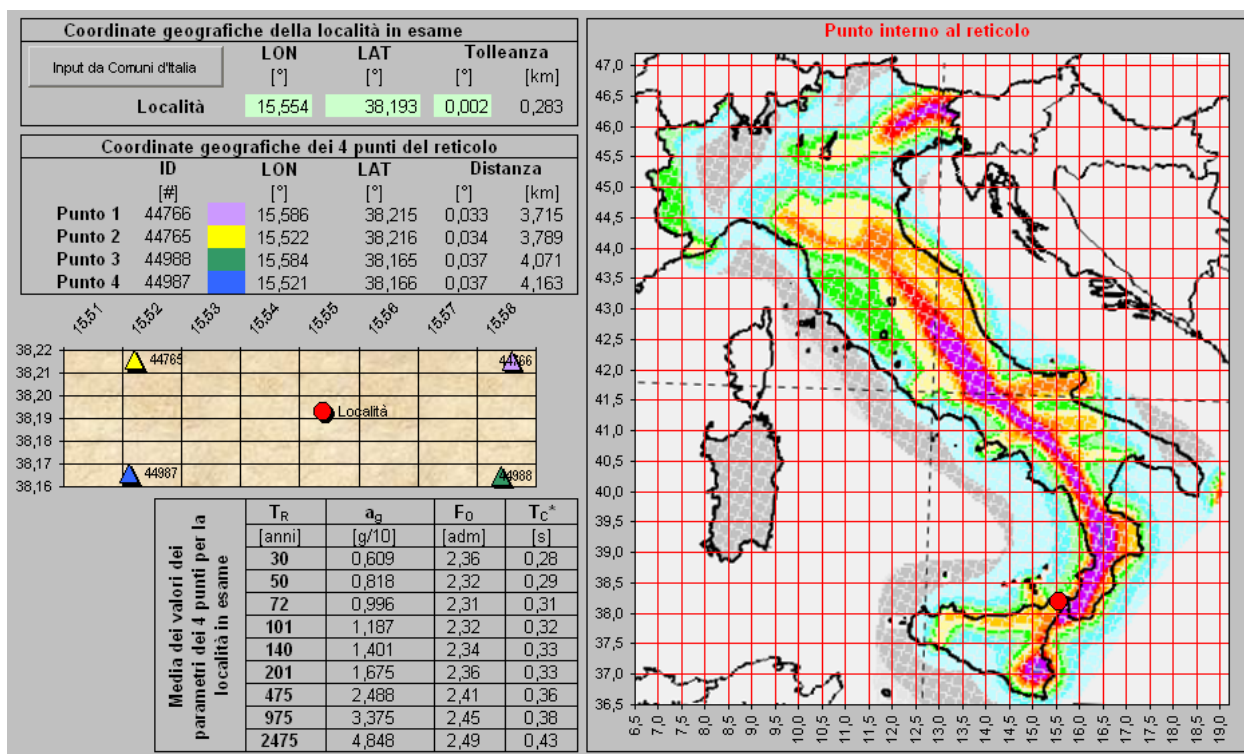 Coordinate geografiche della località in esame
LON LAT Tolleanza
Input da Comuni d'Italia
[°] [°] [°] [km]
Località 15,554 38,193 0,002 0,283
Coordinate geografiche dei 4 punti del reticolo
ID LON LAT Distanza
[#] [°] [°] [°] [km]
Punto 1 44766 15,586 38,215 0,033 3,715
Punto 2 44765 15,522 38,216 0,034 3,789
Punto 3 44988 15,584 38,165 0,037 4,071
Punto 4 44987 15,521 38,166 0,037 4,163
15,51 15,52 15,53 15,54 15,55 15,56 15,57 15,58
38,22
44765 44766
38,21
38,20
38,19 Località
38,18
38,17
44987 44988
38,16
Media dei valori dei parametri dei 4 punti per la località in esame
TR ag F0 TC*
[anni] [g/10] [adm] [s]
30 0,609 2,36 0,28
50 0,818 2,32 0,29
72 0,996 2,31 0,31
101 1,187 2,32 0,32
140 1,401 2,34 0,33
201 1,675 2,36 0,33
475 2,488 2,41 0,36
975 3,375 2,45 0,38
2475 4,848 2,49 0,43
Punto interno al reticolo
47,0
46,5
46,0
45,5
45,0
44,5
44,0
43,5
43,0
42,5
42,0
41,5
41,0
40,5
40,0
39,5
39,0
38,5
38,0
37,5
37,0
36,5
6,5 7,0 7,5 8,0 8,5 9,0 9,5 10,0 10,5 11,0 11,5 12,0 12,5 13,0 13,5 14,0 14,5 15,0 15,5 16,0 16,5 17,0 17,5 18,0 18,5 19,0